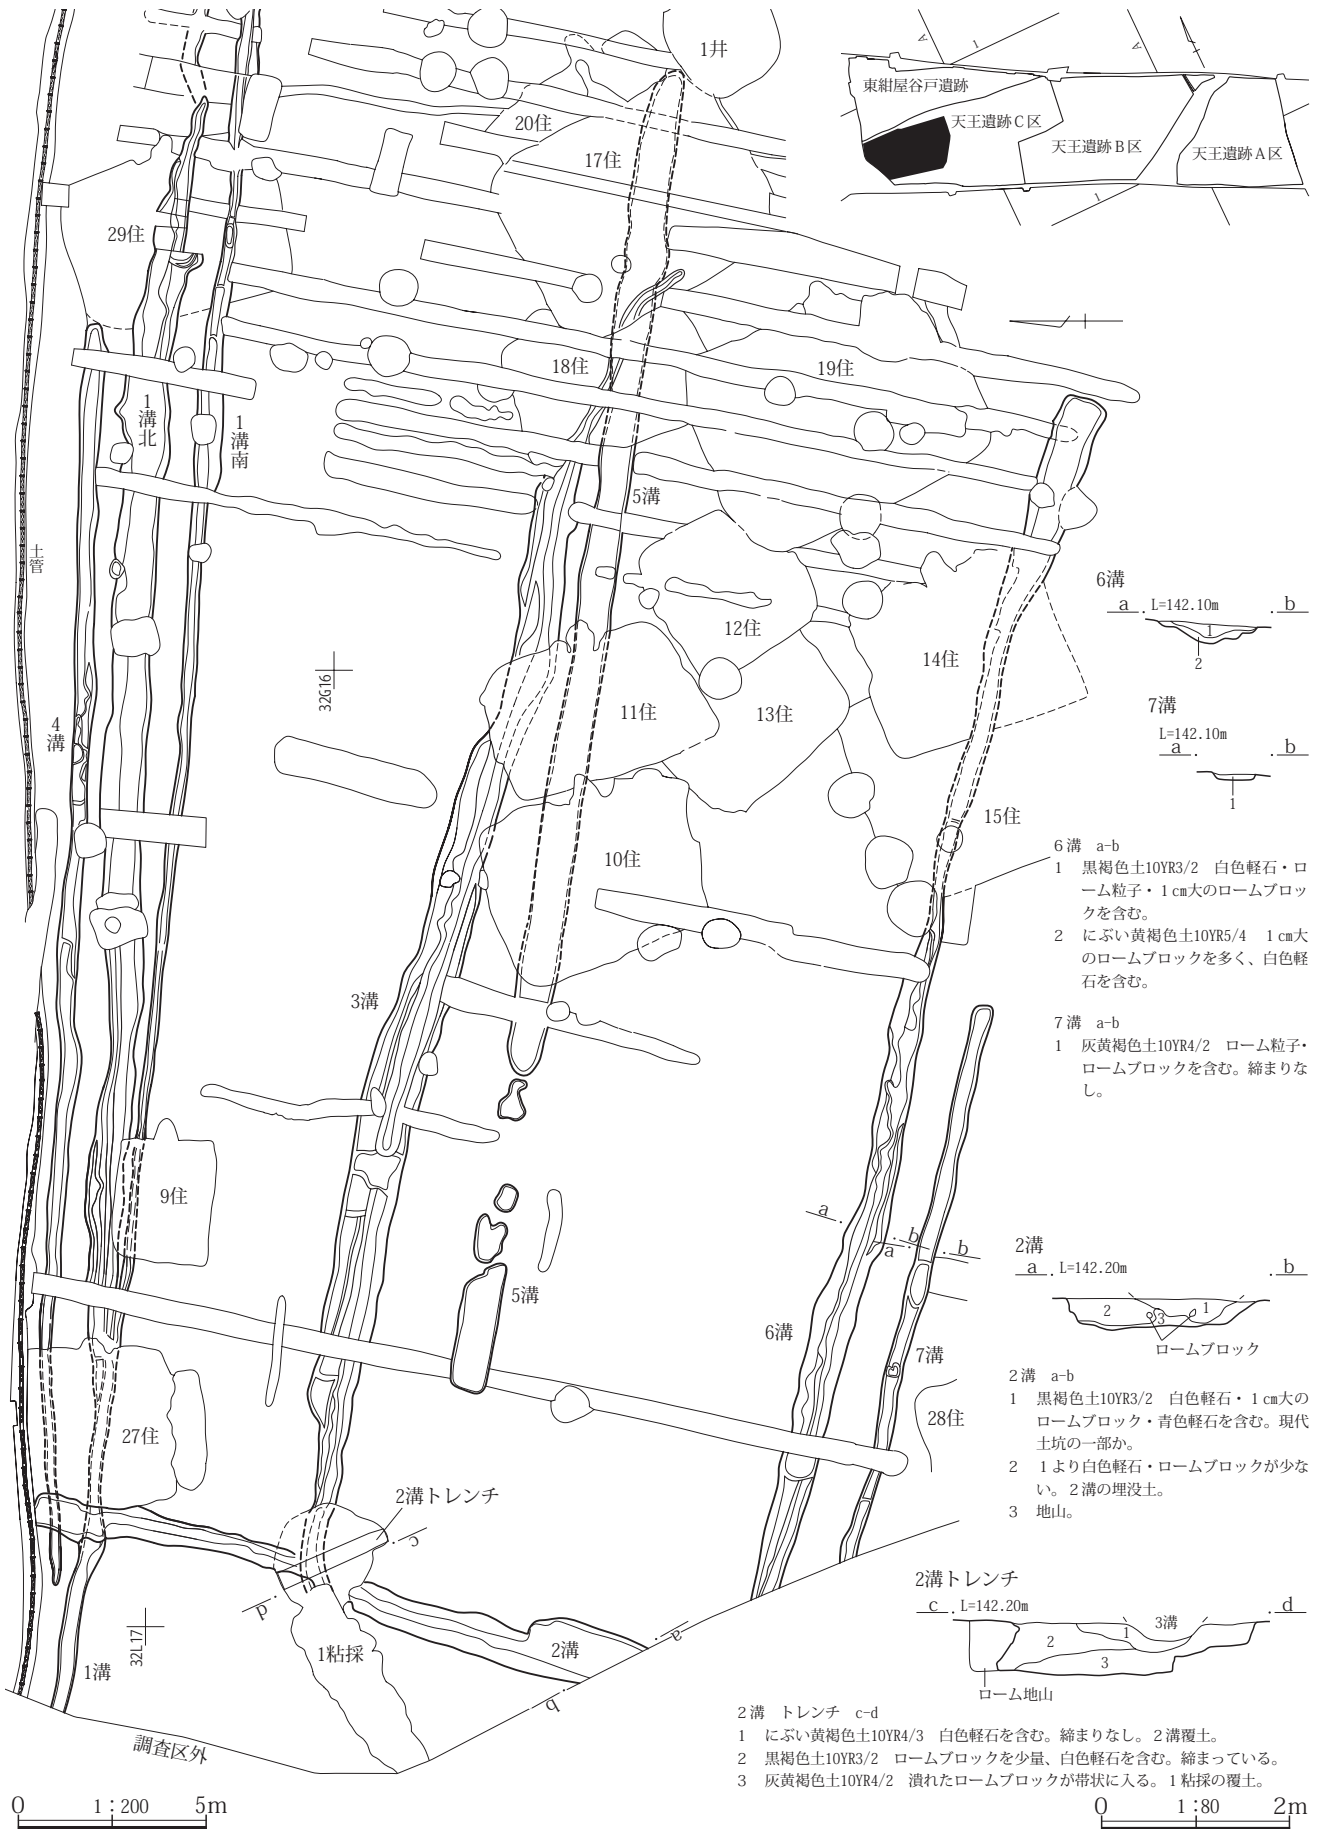 1井
東紺屋谷戸遺跡
天王遺跡C区
天王遺跡B区
天王遺跡A区
20住
17住
29住
18住
19住
1溝北
1溝南
5溝
土管
12住
14住
32G16
11住
13住
4溝
15住
10住
3溝
9住
5溝
6溝
7溝
28住
27住
2溝トレンチ
c
d
a
b
1粘採
2溝
32L17
1溝
調査区外
a
a
b
b
6溝
a L=142.10m b
1
2
7溝
L=142.10m
a b
1
6溝 a-b
1 黒褐色土10YR3/2 白色軽石・ロ
ーム粒子・1㎝大のロームブロッ
クを含む。
2 にぶい黄褐色土10YR5/4 1㎝大
のロームブロックを多く、白色軽
石を含む。
7溝 a-b
1 灰黄褐色土10YR4/2 ローム粒子・
ロームブロックを含む。締まりな
し。
2溝
a L=142.20m b
2 3 1
ロームブロック
2溝 a-b
1 黒褐色土10YR3/2 白色軽石・1㎝大の
ロームブロック・青色軽石を含む。現代
土坑の一部か。
2 1より白色軽石・ロームブロックが少な
い。2溝の埋没土。
3 地山。
2溝トレンチ
c L=142.20m d
3溝
2 1
3
ローム地山
2溝 トレンチ c-d
1 にぶい黄褐色土10YR4/3 白色軽石を含む。締まりなし。2溝覆土。
2 黒褐色土10YR3/2 ロームブロックを少量、白色軽石を含む。締まっている。
3 灰黄褐色土10YR4/2 潰れたロームブロックが帯状に入る。1粘採の覆土。
0 1：200 5m
0 1：80 2m